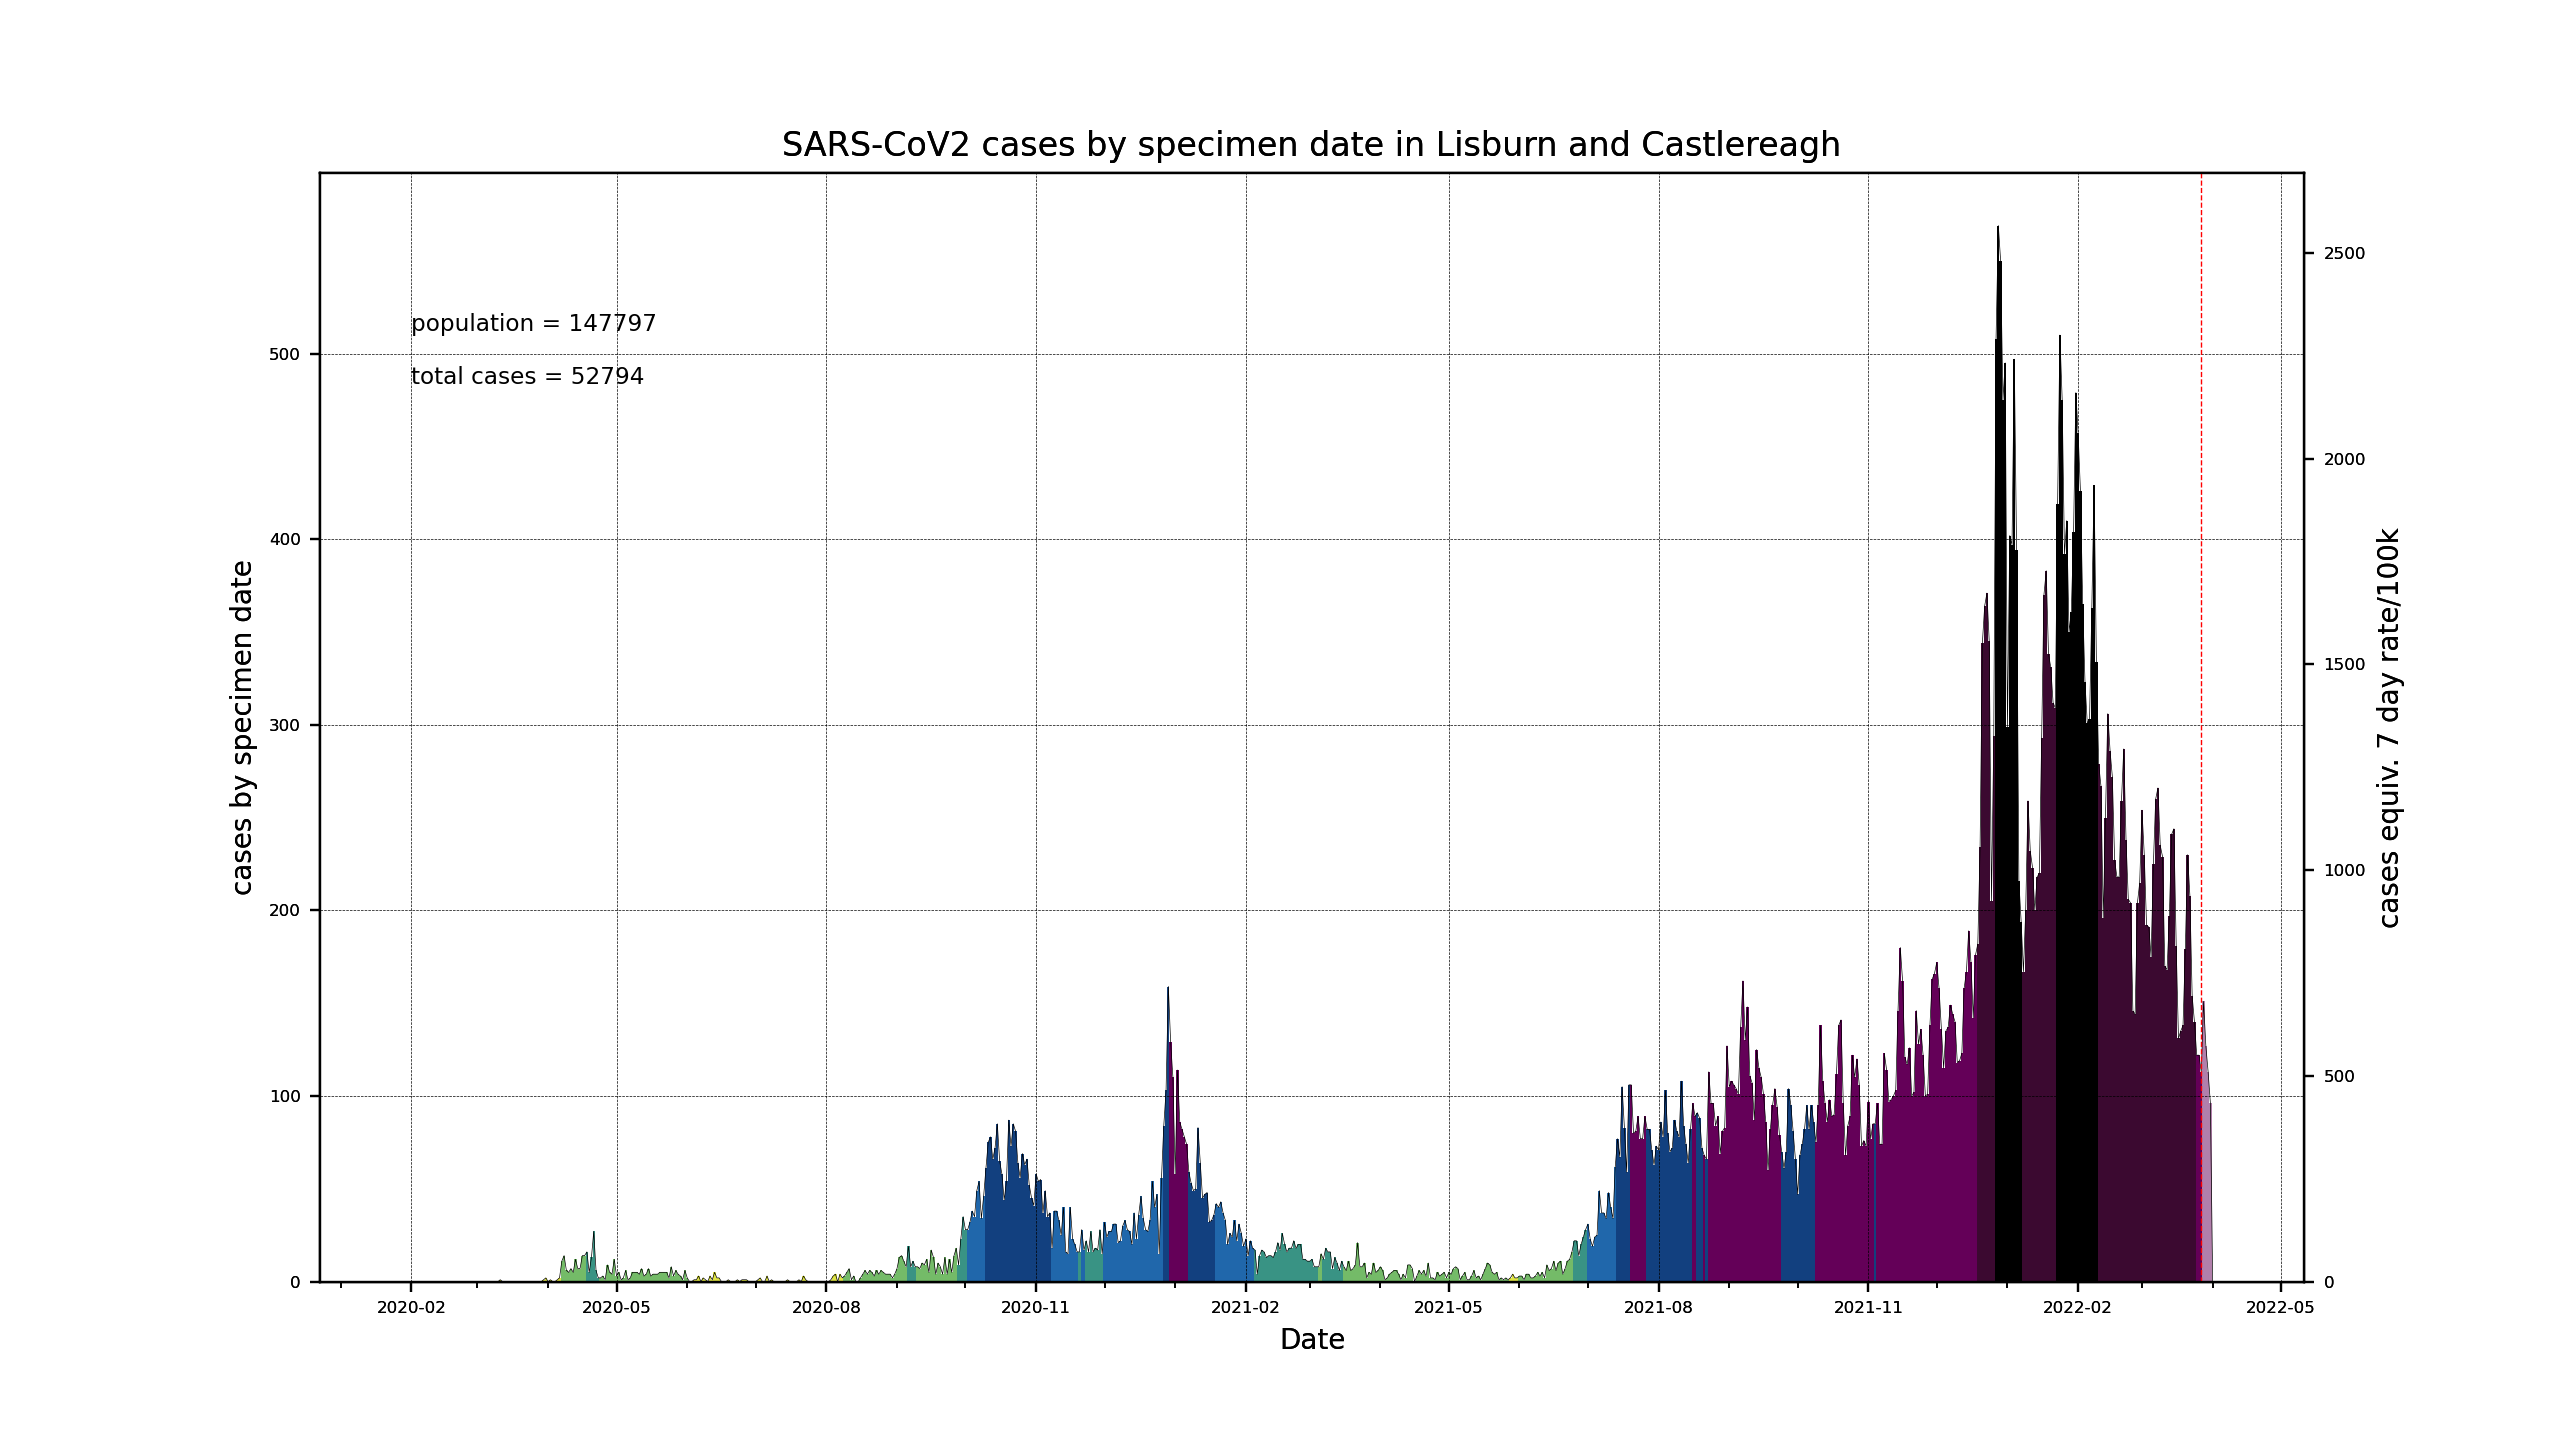 SARS-CoV2 cases by specimen date in Lisburn and Castlereagh
population = 147797
total cases = 52794
cases by specimen date
500
400
300
200
100
0
cases equiv. 7 day rate/100k
2500
2000
1500
1000
500
0
2020-02 2020-05 2020-08 2020-11 2021-02 2021-05 2021-08 2021-11 2022-02 2022-05
Date